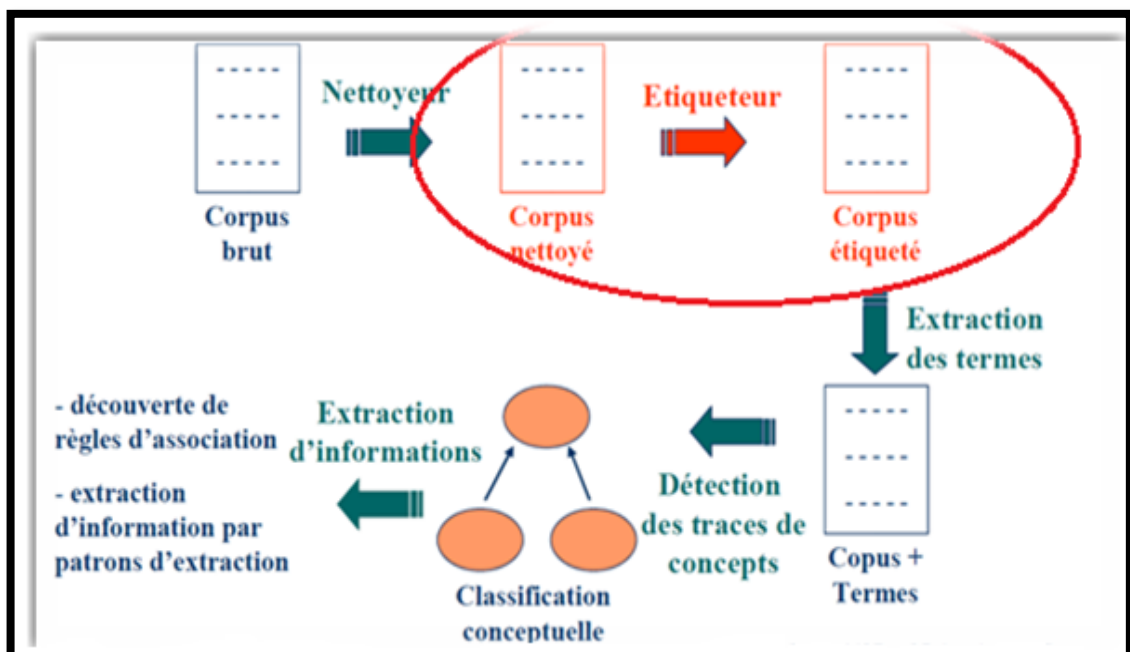 - - - - -
- - - - -
- - - - -
Corpus
brut
Nettoyeur
- - - - -
- - - - -
- - - - -
Corpus
nettoyé
Etiqueteur
- - - - -
- - - - -
- - - - -
Corpus
étiqueté
Extraction
des termes
- - - - -
- - - - -
- - - - -
Copus +
Termes
Détection
des traces de
concepts
Classification
conceptuelle
Extraction
d’informations
- découverte de
règles d’association
- extraction
d’information par
patrons d’extraction